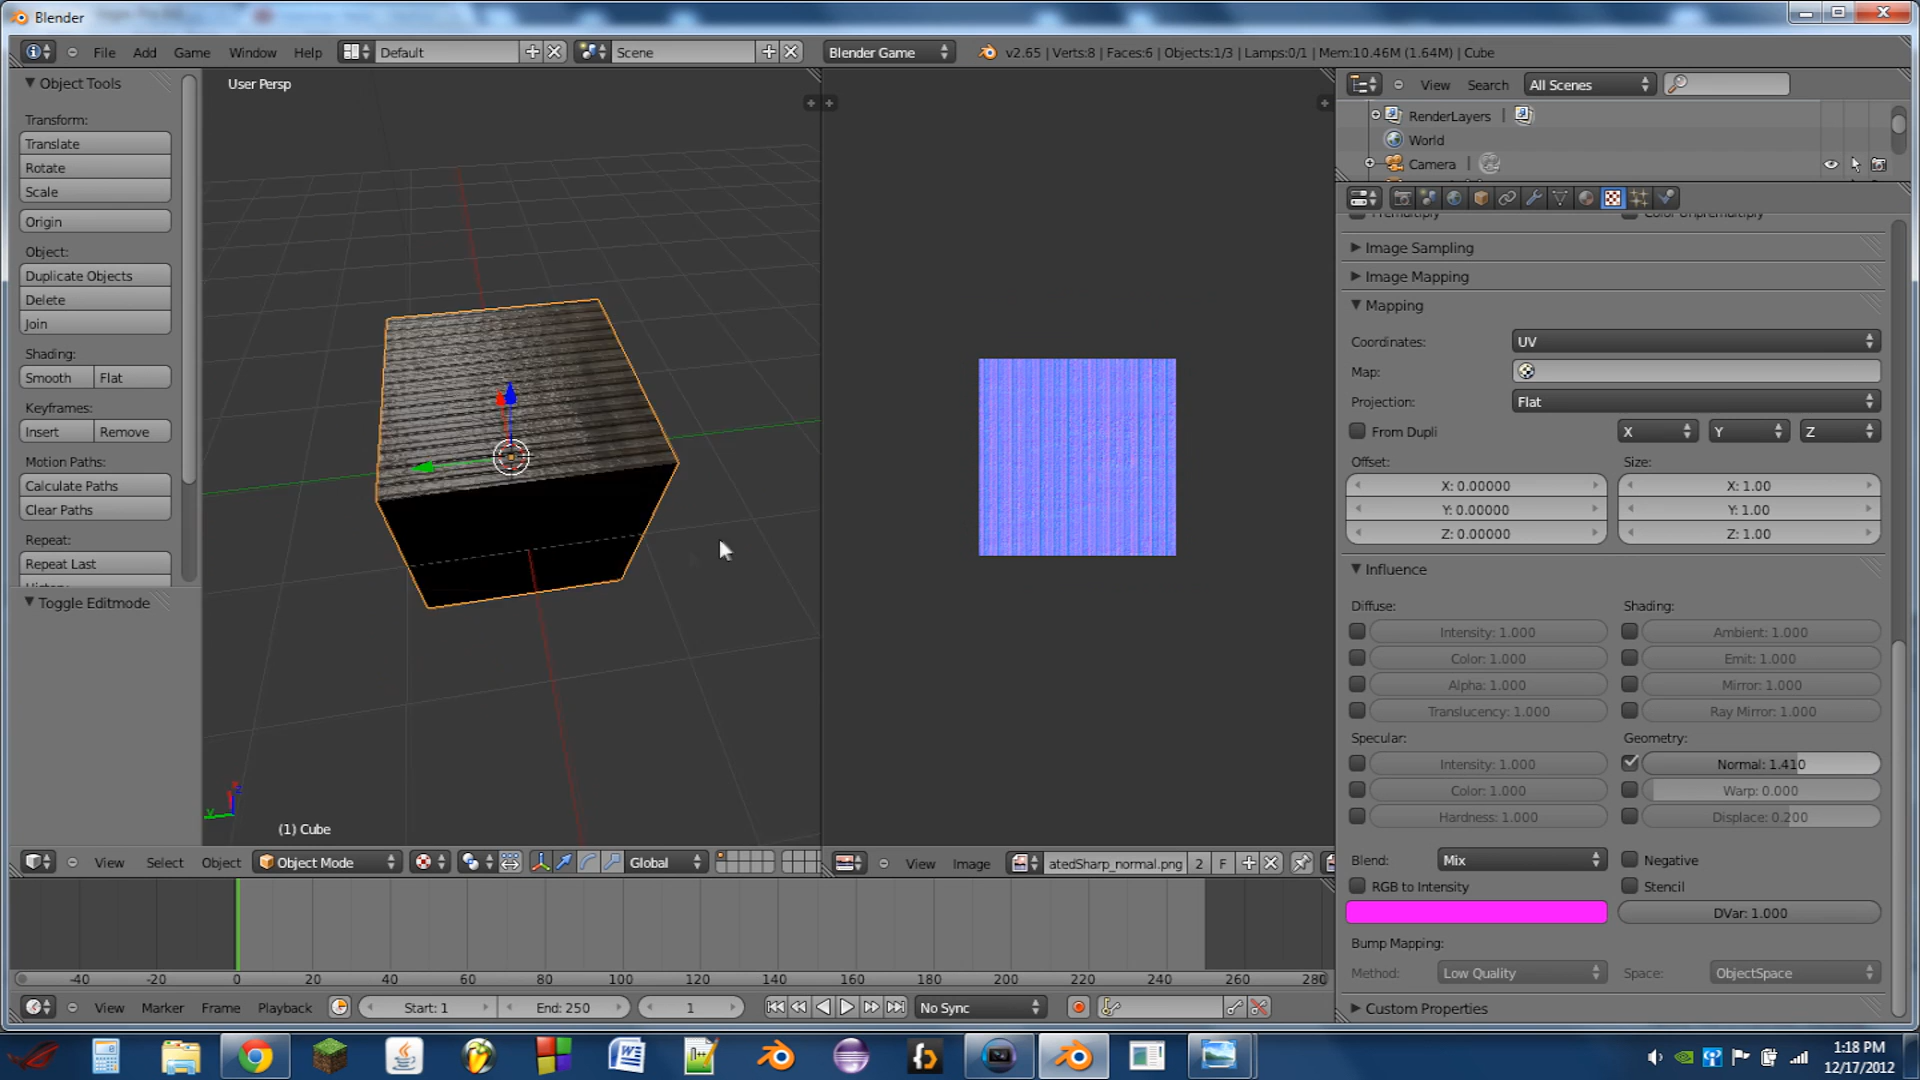 Blender
File Add Game Window Help Default Scene Blender Game v2.65 | Verts:8 | Faces:6 | Objects:1/3 | Lamps:0/1 | Mem:10.46M (1.64M) | Cube
Object Tools
Transform:
Translate
Rotate
Scale
Origin
Object:
Duplicate Objects
Delete
Join
Shading:
Smooth Flat
Keyframes:
Insert Remove
Motion Paths:
Calculate Paths
Clear Paths
Repeat:
Repeat Last
Toggle Editmode
User Persp
(1) Cube
View Select Object Object Mode Global
View Image atedSharp_normal.png 2 F
View Search All Scenes
RenderLayers |
World
Camera |
Image Sampling
Image Mapping
Mapping
Coordinates: UV
Map:
Projection: Flat
From Dupli X Y Z
Offset: Size:
X: 0.00000 X: 1.00
Y: 0.00000 Y: 1.00
Z: 0.00000 Z: 1.00
Influence
Diffuse: Shading:
Intensity: 1.000 Ambient: 1.000
Color: 1.000 Emit: 1.000
Alpha: 1.000 Mirror: 1.000
Translucency: 1.000 Ray Mirror: 1.000
Specular: Geometry:
Intensity: 1.000 Normal: 1.410
Color: 1.000 Warp: 0.000
Hardness: 1.000 Displace: 0.200
Blend: Mix Negative
RGB to Intensity Stencil
DVar: 1.000
Bump Mapping:
Method: Low Quality Space: ObjectSpace
Custom Properties
-40 -20 0 20 40 60 80 100 120 140 160 180 200 220 240 260 280
View Marker Frame Playback Start: 1 End: 250 1 No Sync
1:18 PM
12/17/2012